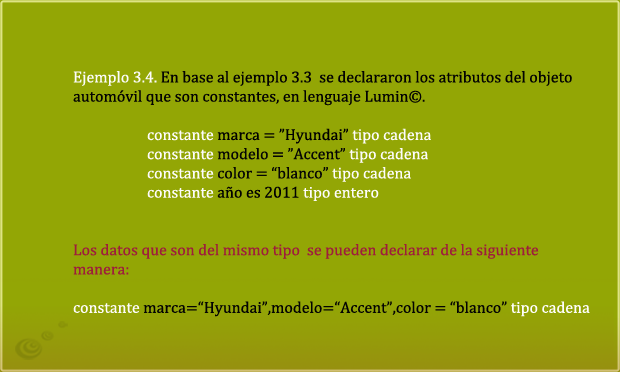 Ejemplo 3.4. En base al ejemplo 3.3 se declararon los atributos del objeto
automóvil que son constantes, en lenguaje Lumin©.
constante marca = ”Hyundai” tipo cadena
constante modelo = ”Accent” tipo cadena
constante color = “blanco” tipo cadena
constante año es 2011 tipo entero
Los datos que son del mismo tipo se pueden declarar de la siguiente
manera:
constante marca=“Hyundai”,modelo=“Accent”,color = “blanco” tipo cadena